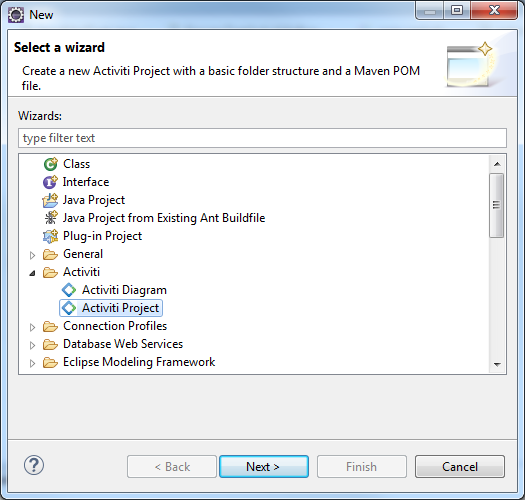 New
Select a wizard
Create a new Activiti Project with a basic folder structure and a Maven POM
file.
Wizards:
type filter text
Class
Interface
Java Project
Java Project from Existing Ant Buildfile
Plug-in Project
General
Activiti
Activiti Diagram
Activiti Project
Connection Profiles
Database Web Services
Eclipse Modeling Framework
< Back
Next >
Finish
Cancel